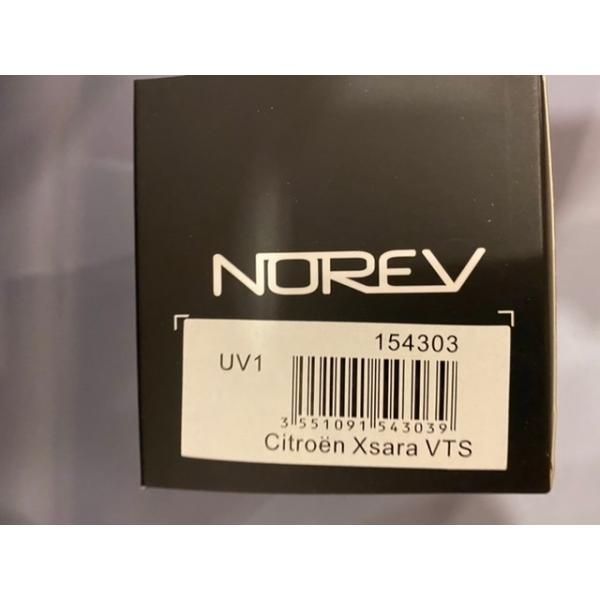 NOREV
154303
UV1
3 551091 543039
Citroën Xsara VTS